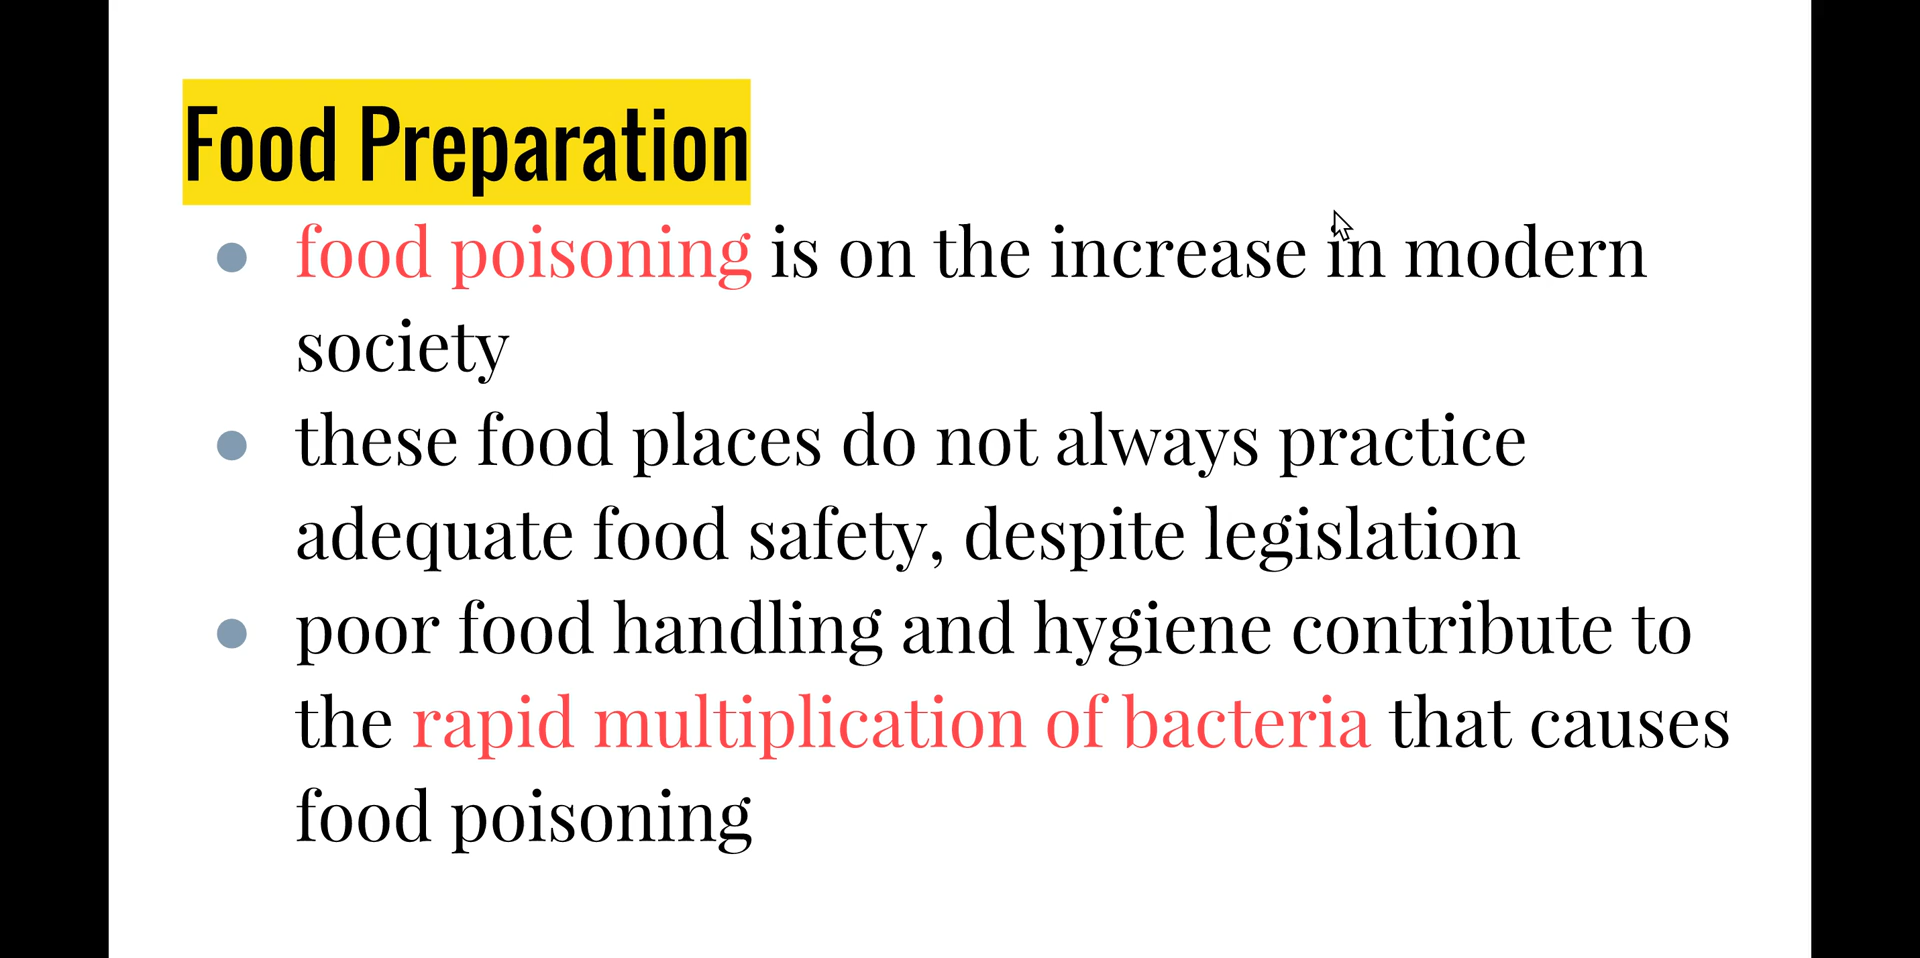 Food Preparation
food poisoning is on the increase in modern
society
these food places do not always practice
adequate food safety, despite legislation
poor food handling and hygiene contribute to
the rapid multiplication of bacteria that causes
food poisoning